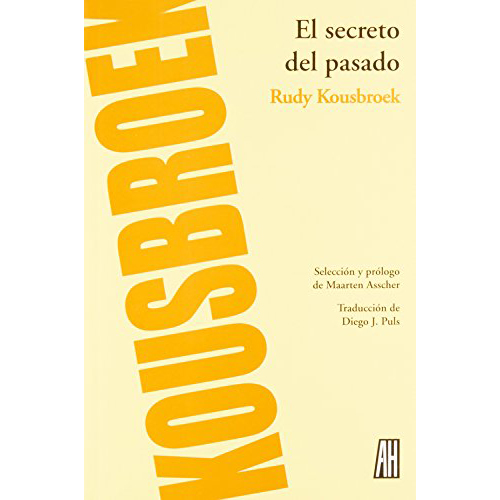 El secreto
del pasado
Rudy Kousbroek
KOUSBROEK
Selección y prólogo
de Maarten Asscher
Traducción de
Diego J. Puls
AH